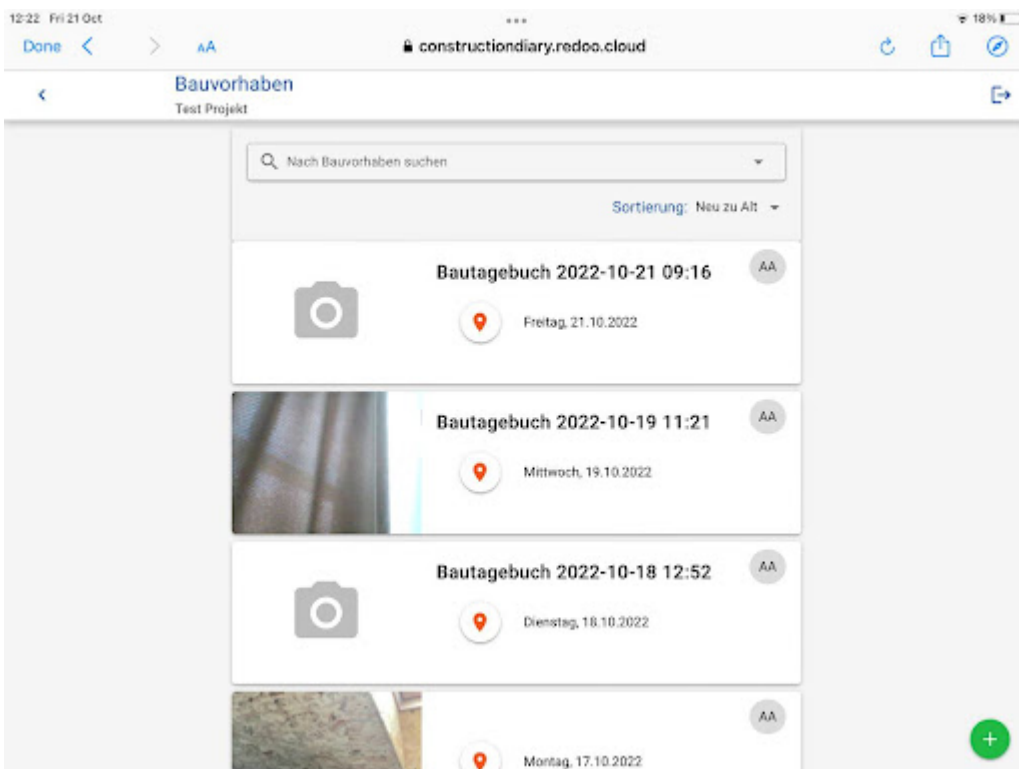 12:22 Fri 21 Oct
18%
Done
AA
constructiondiary.redoo.cloud
Bauvorhaben
Test Projekt
Nach Bauvorhaben suchen
Sortierung: Neu zu Alt
Bautagebuch 2022-10-21 09:16
AA
Freitag, 21.10.2022
Bautagebuch 2022-10-19 11:21
AA
Mittwoch, 19.10.2022
Bautagebuch 2022-10-18 12:52
AA
Dienstag, 18.10.2022
AA
Montag, 17.10.2022